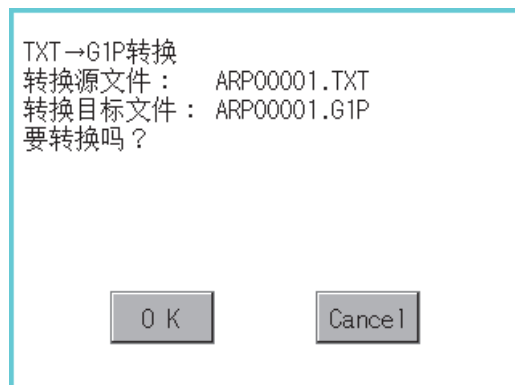 TXT→G1P转换
转换源文件： ARP00001.TXT
转换目标文件： ARP00001.G1P
要转换吗？
OK Cancel